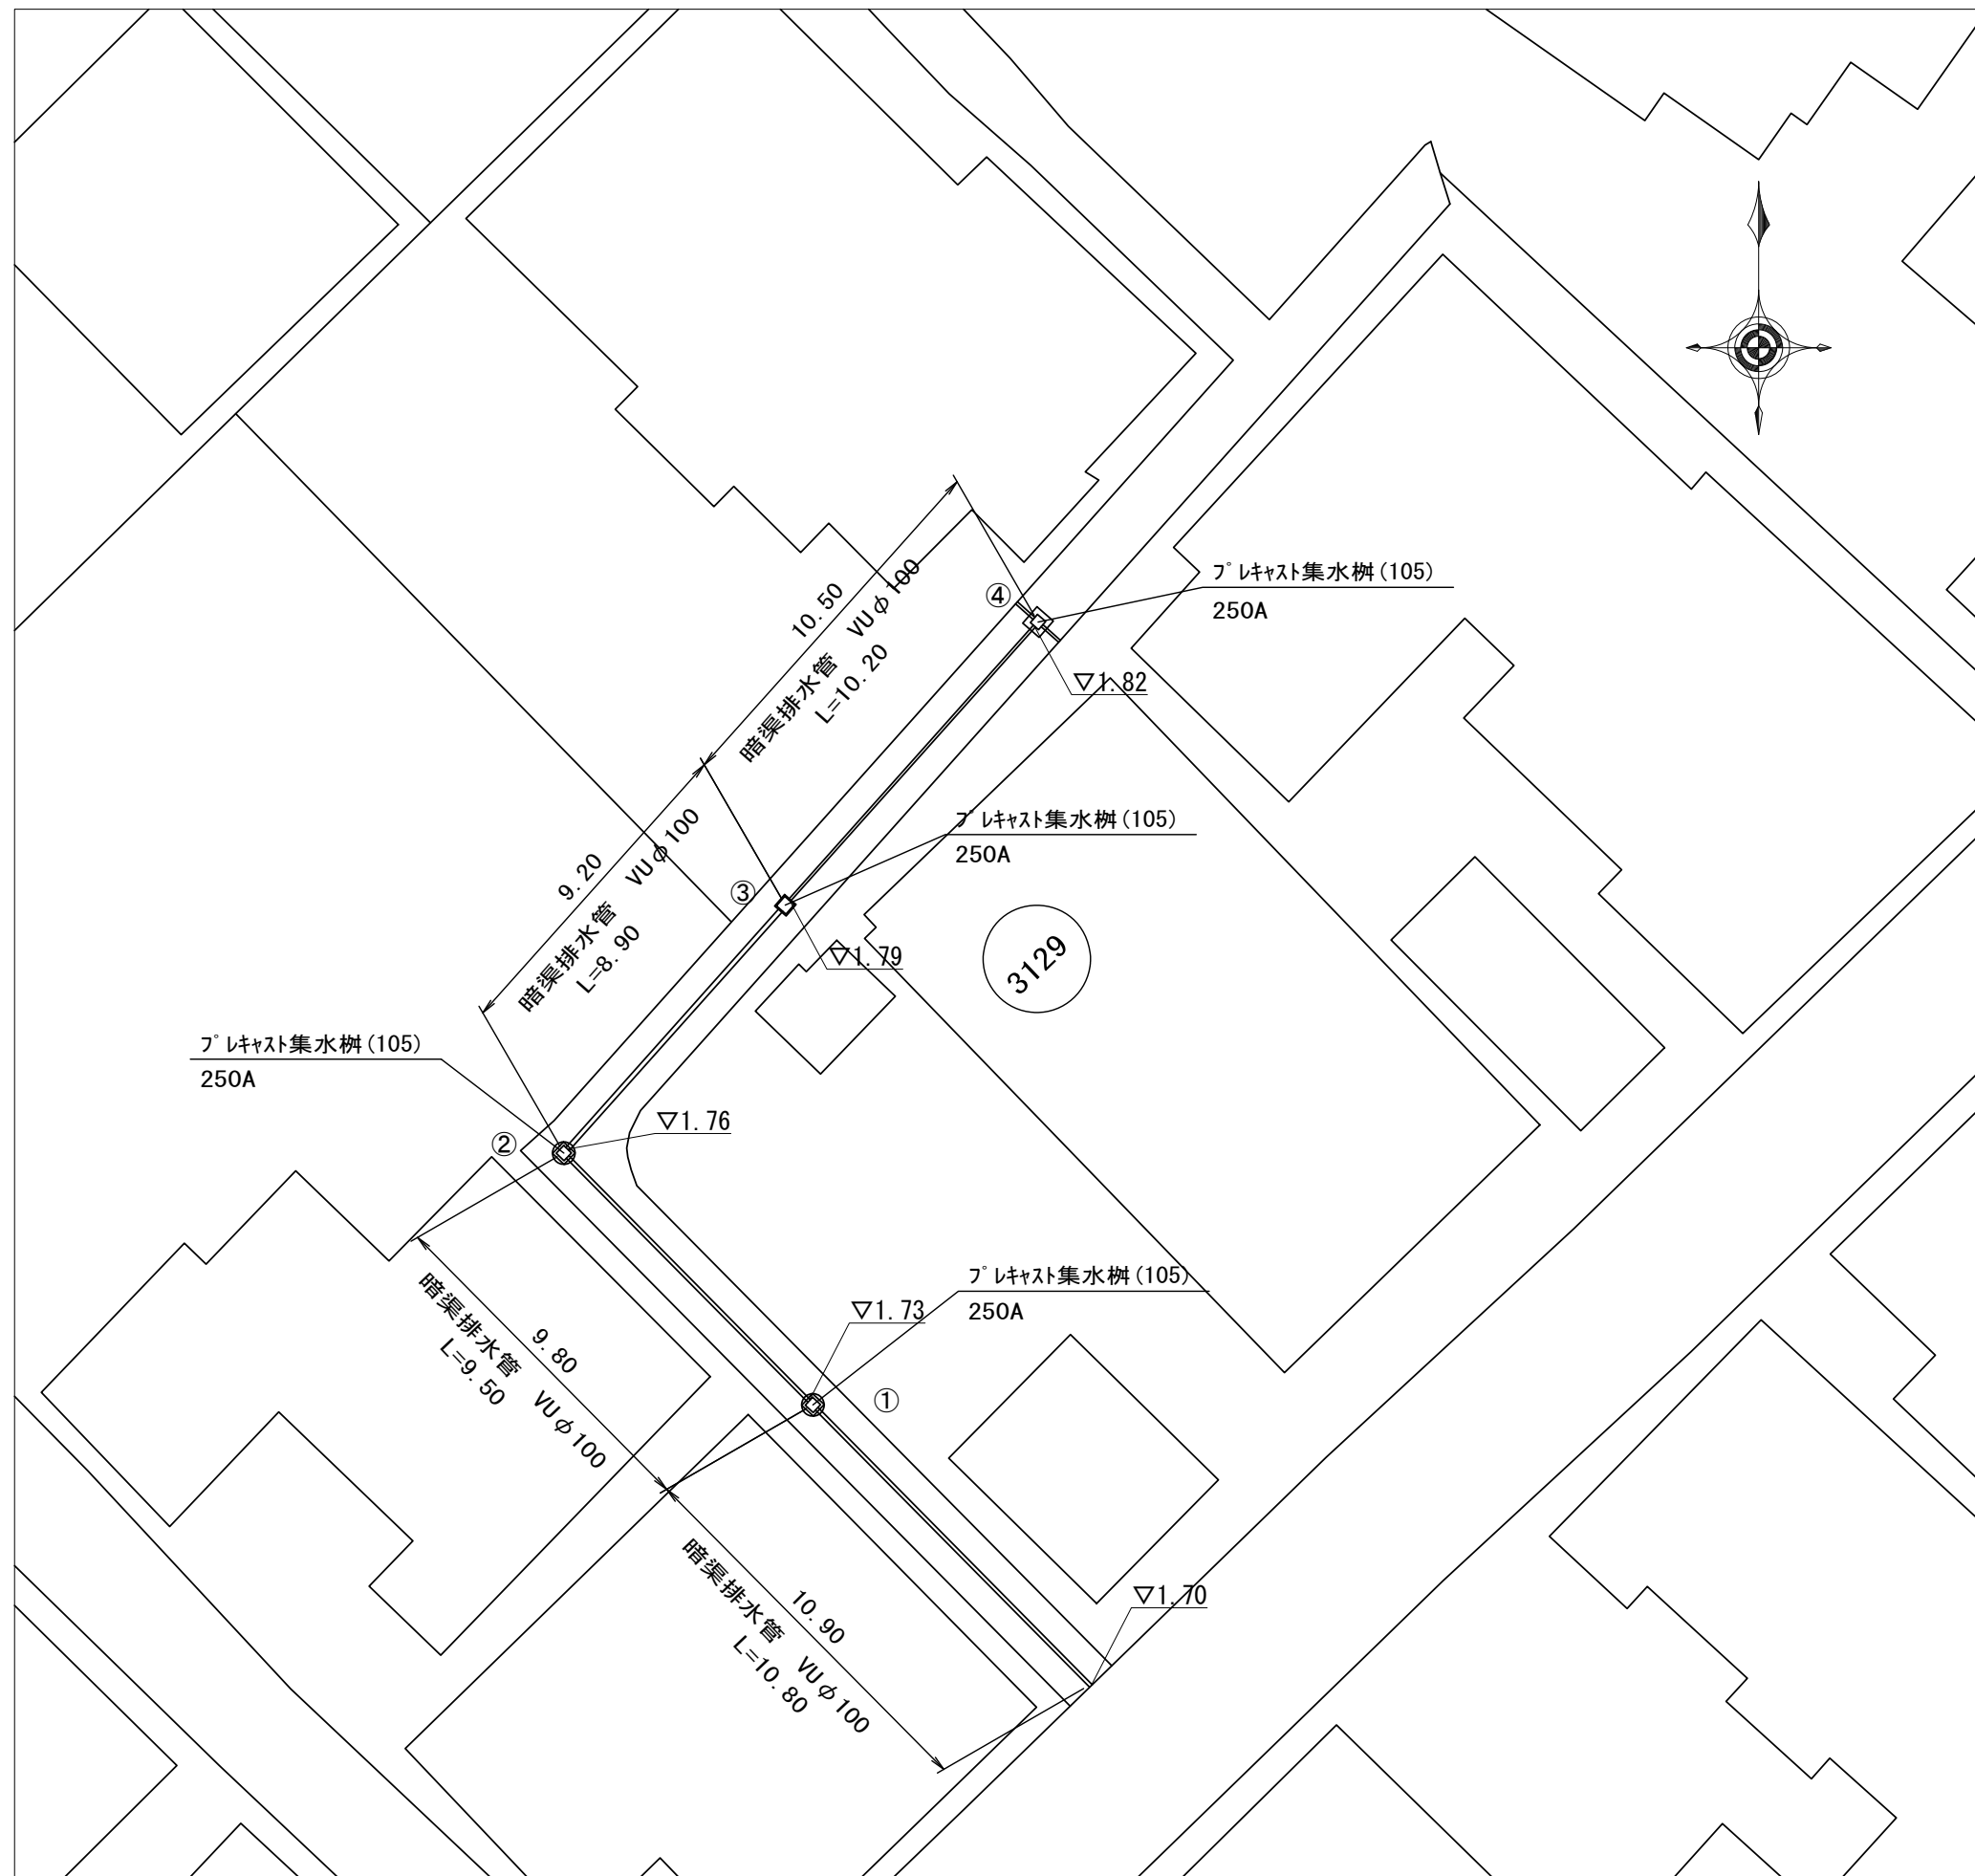 10.50
暗渠排水管 VUφ100
L=10.20
④
プレキャスト集水桝(105)
250A
▽1.82
9.20
暗渠排水管 VUφ100
L=8.90
③
プレキャスト集水桝(105)
250A
▽1.79
3129
プレキャスト集水桝(105)
250A
②
▽1.76
9.80
暗渠排水管 VUφ100
L=9.50
プレキャスト集水桝(105)
250A
▽1.73
①
10.90
暗渠排水管 VUφ100
L=10.80
▽1.70